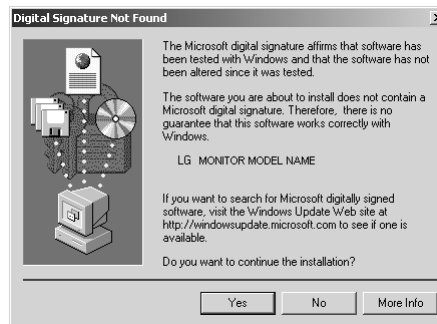 Digital Signature Not Found
The Microsoft digital signature affirms that software has
been tested with Windows and that the software has not
been altered since it was tested.
The software you are about to install does not contain a
Microsoft digital signature. Therefore, there is no
guarantee that this software works correctly with
Windows.
LG MONITOR MODEL NAME
If you want to search for Microsoft digitally signed
software, visit the Windows Update Web site at
http://windowsupdate.microsoft.com to see if one is
available.
Do you want to continue the installation?
Yes No More Info